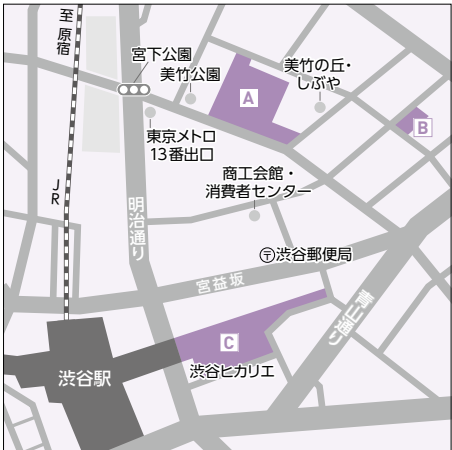 至
原宿
宮下公園
美竹公園
A
美竹の丘・
しぶや
B
東京メトロ
13番出口
商工会館・
消費者センター
JR
明治通り
〒渋谷郵便局
宮益坂
青山通り
C
渋谷ヒカリエ
渋谷駅